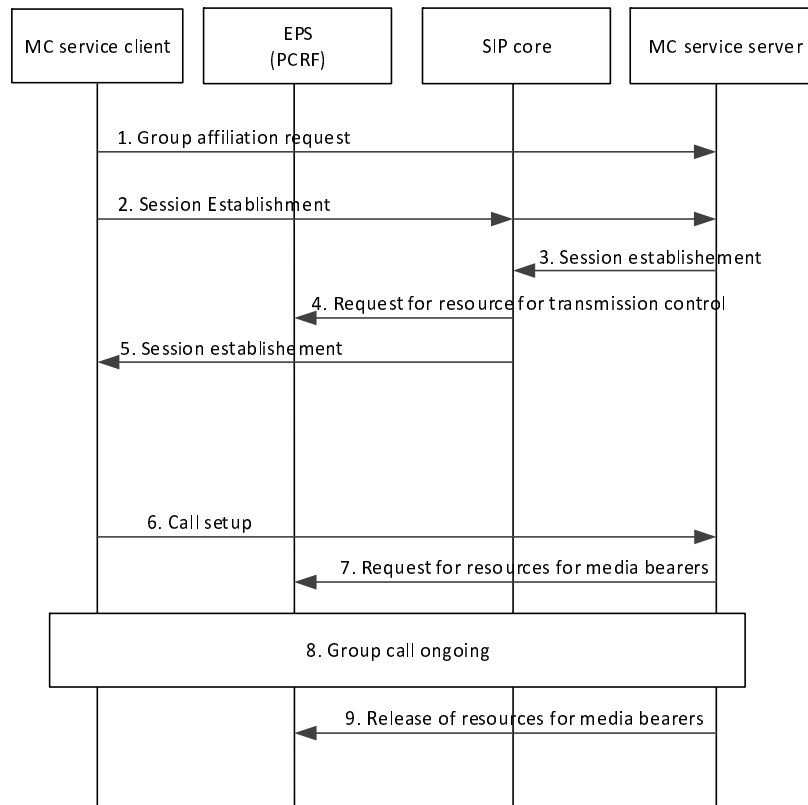 MC service client
EPS
(PCRF)
SIP core
MC service server
1. Group affiliation request
2. Session Establishment
3. Session establishement
4. Request for resource for transmission control
5. Session establishement
6. Call setup
7. Request for resources for media bearers
8. Group call ongoing
9. Release of resources for media bearers